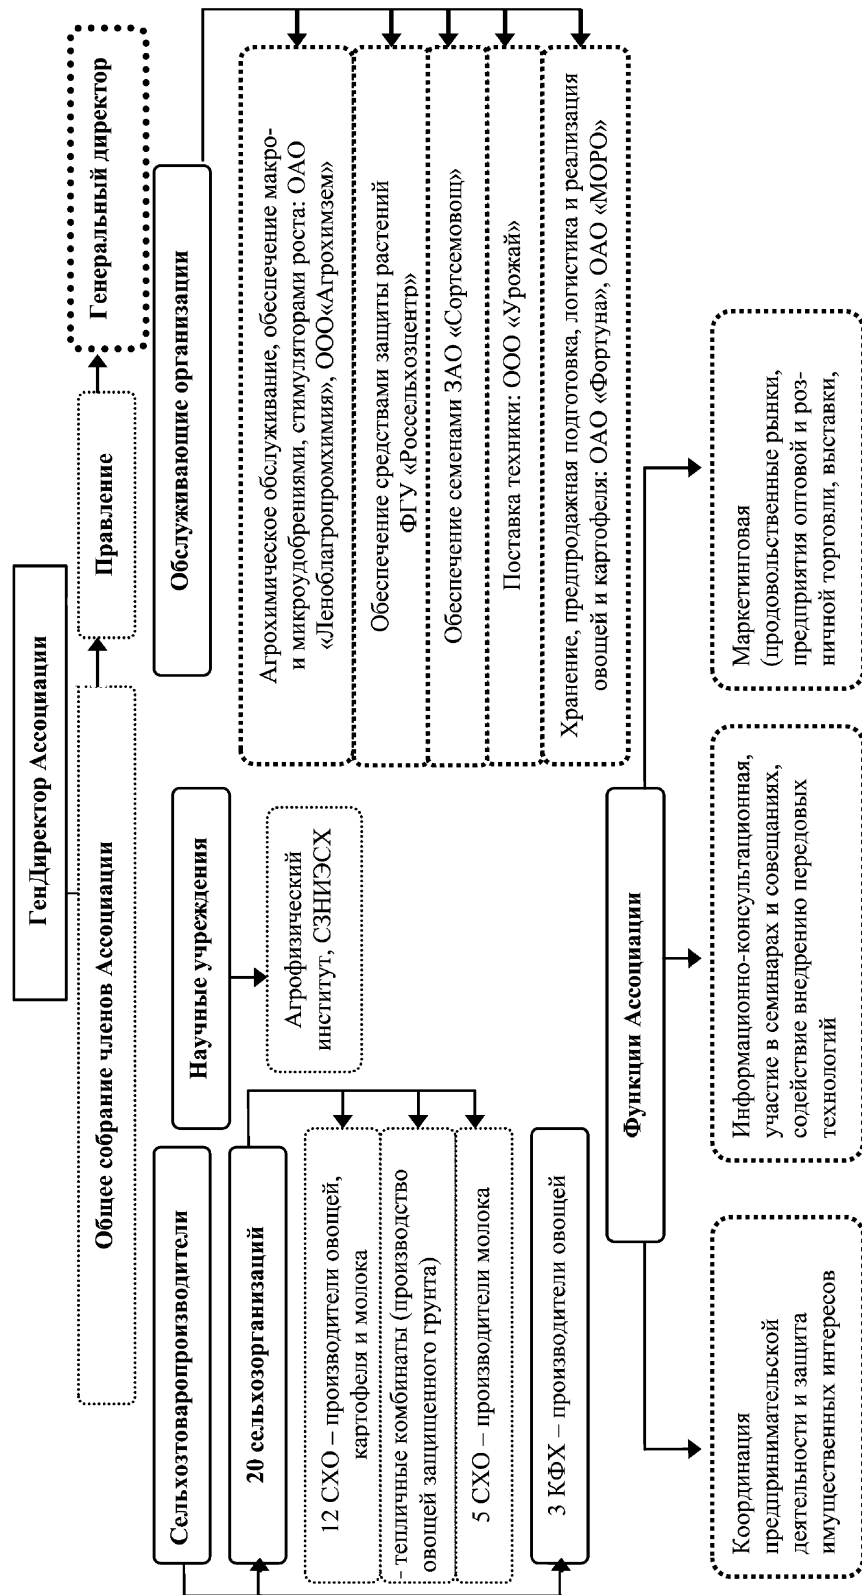 ГенДиректор Ассоциации
Общее собрание членов Ассоциации
Правление
Генеральный директор
Сельхозтоваропроизводители
20 сельхозорганизаций
12 СХО – производители овощей,
картофеля и молока
- тепличные комбинаты (производство
овощей защищенного грунта)
5 СХО – производители молока
3 КФХ – производители овощей
Научные учреждения
Агрофизический
институт, СЗНИЭСХ
Обслуживающие организации
Агрохимическое обслуживание, обеспечение макро-
и микроудобрениями, стимуляторами роста: ОАО
«Леноблагропромхимия», ООО«Агрохимзем»
Обеспечение средствами защиты растений
ФГУ «Россельхозцентр»
Обеспечение семенами ЗАО «Сортсемовощ»
Поставка техники: ООО «Урожай»
Хранение, предпродажная подготовка, логистика и реализация
овощей и картофеля: ОАО «Фортуна», ОАО «МОРО»
Функции Ассоциации
Координация
предпринимательской
деятельности и защита
имущественных интересов
Информационно-консультационная,
участие в семинарах и совещаниях,
содействие внедрению передовых
технологий
Маркетинговая
(продовольственные рынки,
предприятия оптовой и роз-
ничной торговли, выставки,